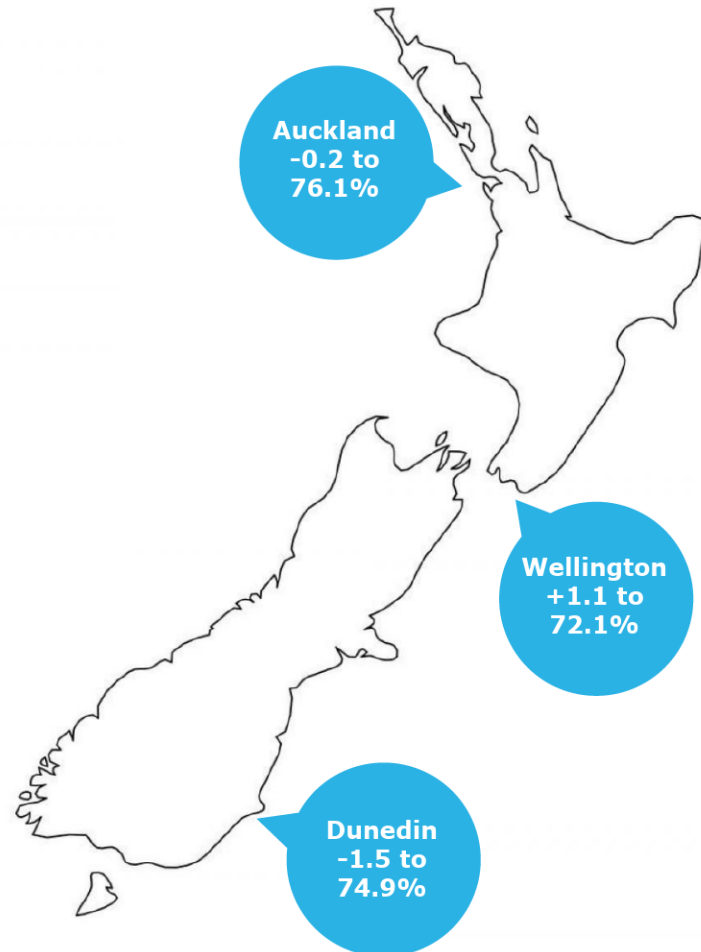 Auckland
-0.2 to
76.1%
Wellington
+1.1 to
72.1%
Dunedin
-1.5 to
74.9%